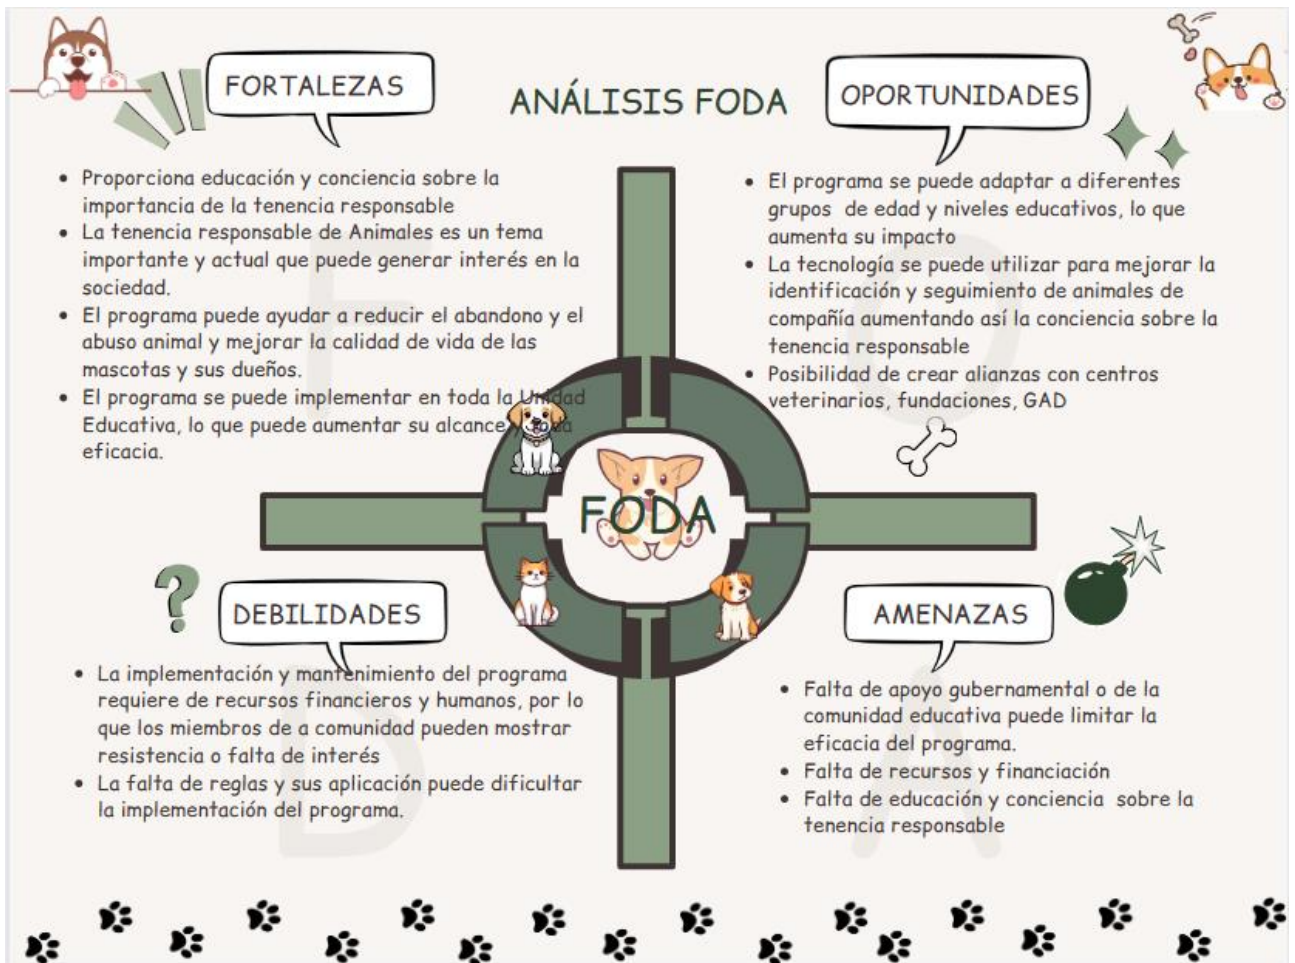 ANÁLISIS FODA
FORTALEZAS
• Proporciona educación y conciencia sobre la
importancia de la tenencia responsable
• La tenencia responsable de Animales es un tema
importante y actual que puede generar interés en la
sociedad.
• El programa puede ayudar a reducir el abandono y el
abuso animal y mejorar la calidad de vida de las
mascotas y sus dueños.
• El programa se puede implementar en toda la Unidad
Educativa, lo que puede aumentar su alcance y
eficacia.
F
OPORTUNIDADES
• El programa se puede adaptar a diferentes
grupos de edad y niveles educativos, lo que
aumenta su impacto
• La tecnología se puede utilizar para mejorar la
identificación y seguimiento de animales de
compañía aumentando así la conciencia sobre la
tenencia responsable
• Posibilidad de crear alianzas con centros
veterinarios, fundaciones, GAD
O
FODA
DEBILIDADES
• La implementación y mantenimiento del programa
requiere de recursos financieros y humanos, por lo
que los miembros de a comunidad pueden mostrar
resistencia o falta de interés
• La falta de reglas y sus aplicación puede dificultar
la implementación del programa.
D
AMENAZAS
• Falta de apoyo gubernamental o de la
comunidad educativa puede limitar la
eficacia del programa.
• Falta de recursos y financiación
• Falta de educación y conciencia sobre la
tenencia responsable
A